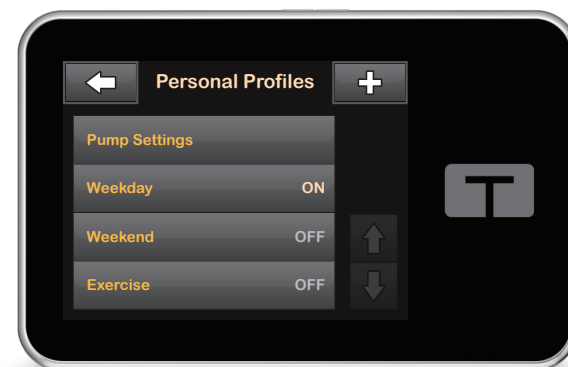 Personal Profiles
Pump Settings
Weekday ON
Weekend OFF
Exercise OFF
T